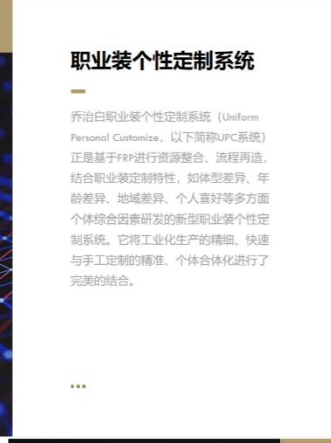 职业装个性定制系统
乔治白职业装个性定制系统（Uniform
Personal Customize，以下简称UPC系统）
正是基于FRP进行资源整合、流程再造，
结合职业装定制特性，如体型差异、年
龄差异、地域差异、个人喜好等多方面
个体综合因素研发的新型职业装个性定
制系统。它将工业化生产的精细、快速
与手工定制的精准、个体合体化进行了
完美的结合。